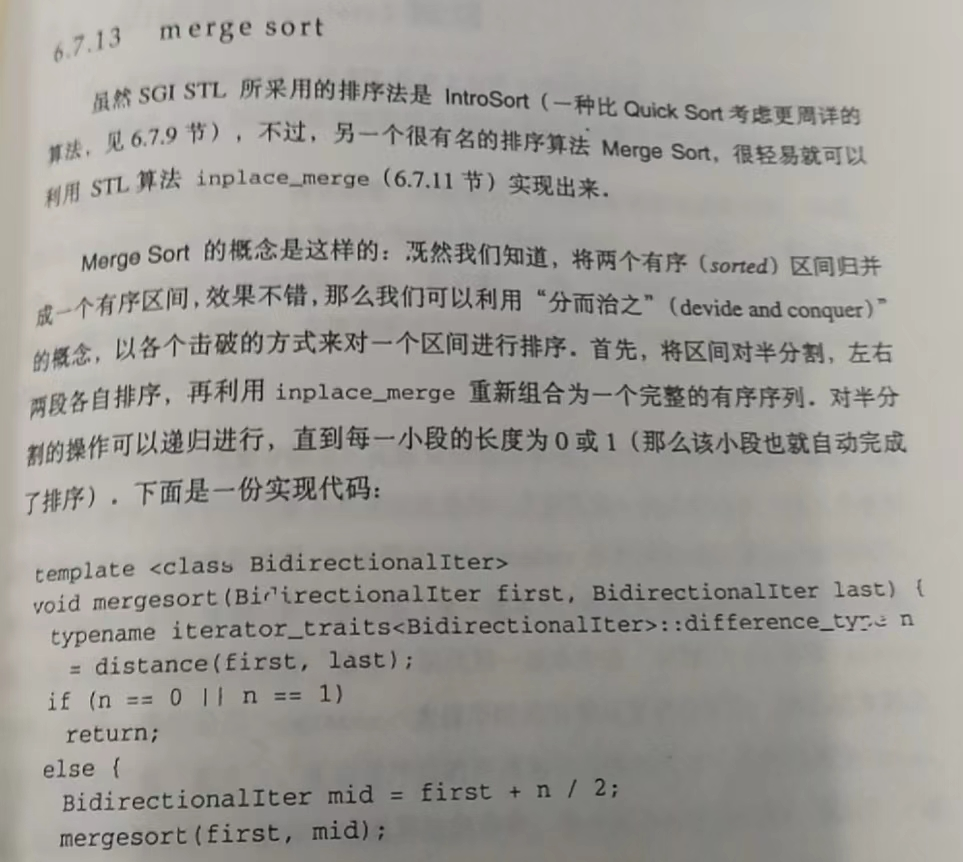 6.7.13 merge sort
虽然 SGI STL 所采用的排序法是 IntroSort（一种比 Quick Sort 考虑更周详的
算法，见 6.7.9 节），不过，另一个很有名的排序算法 Merge Sort，很轻易就可以
利用 STL 算法 inplace_merge（6.7.11 节）实现出来．
Merge Sort 的概念是这样的：既然我们知道，将两个有序（sorted）区间归并
成一个有序区间，效果不错，那么我们可以利用“分而治之”（devide and conquer）”
的概念，以各个击破的方式来对一个区间进行排序．首先，将区间对半分割，左右
两段各自排序，再利用 inplace_merge 重新组合为一个完整的有序序列．对半分
割的操作可以递归进行，直到每一小段的长度为 0 或 1（那么该小段也就自动完成
了排序）．下面是一份实现代码：
template <class BidirectionalIter>
void mergesort(BidirectionalIter first, BidirectionalIter last) {
typename iterator_traits<BidirectionalIter>::difference_type n
= distance(first, last);
if (n == 0 || n == 1)
return;
else {
BidirectionalIter mid = first + n / 2;
mergesort(first, mid);